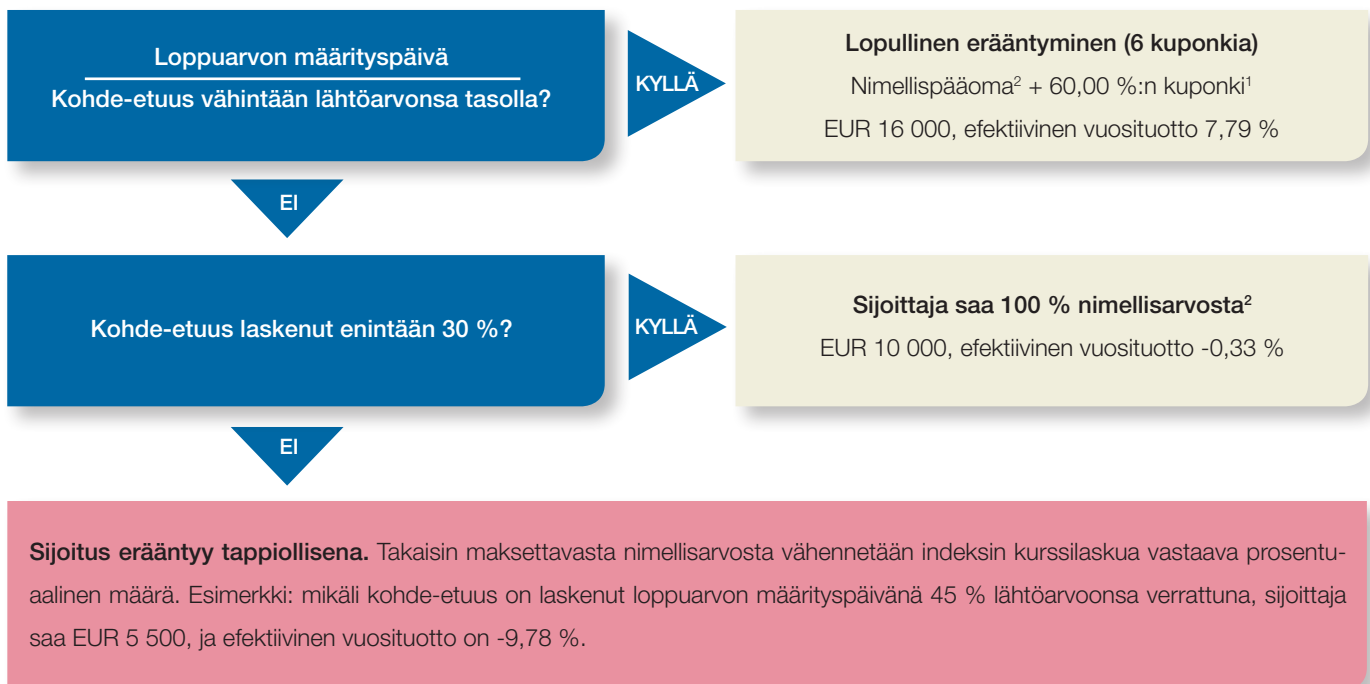 Loppuarvon määrityspäivä
Kohde-etuus vähintään lähtöarvonsa tasolla?
KYLLÄ
Lopullinen erääntyminen (6 kuponkia)
Nimellispääoma² + 60,00 %:n kuponki¹
EUR 16 000, efektiivinen vuosituotto 7,79 %
EI
Kohde-etuus laskenut enintään 30 %?
KYLLÄ
Sijoittaja saa 100 % nimellisarvosta²
EUR 10 000, efektiivinen vuosituotto -0,33 %
EI
Sijoitus erääntyy tappiollisena. Takaisin maksettavasta nimellisarvosta vähennetään indeksin kurssilaskua vastaava prosentu-
aalinen määrä. Esimerkki: mikäli kohde-etuus on laskenut loppuarvon määrityspäivänä 45 % lähtöarvoonsa verrattuna, sijoittaja
saa EUR 5 500, ja efektiivinen vuosituotto on -9,78 %.